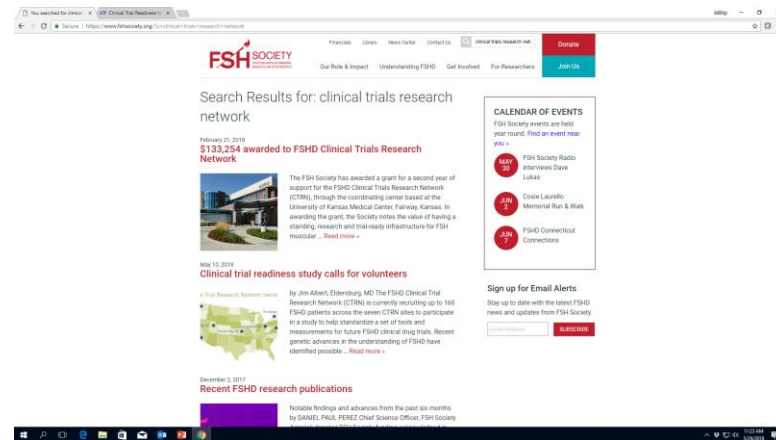 You searched for clinical
Clinical Trial Readiness S
Secure
https://www.fshsociety.org/?s=clinical+trials+research+network
Financials
Library
News Center
Contact Us
clinical trials research net
Donate
FSH SOCIETY
Our Role & Impact
Understanding FSHD
Get Involved
For Researchers
Join Us
Search Results for: clinical trials research
network
February 21, 2018
$133,254 awarded to FSHD Clinical Trials Research
Network
The FSH Society has awarded a grant for a second year of
support for the FSHD Clinical Trials Research Network
(CTRN), through the coordinating center based at the
University of Kansas Medical Center, Fairway, Kansas. In
awarding the grant, the Society notes the value of having a
standing, research and trial-ready infrastructure for FSH
muscular … Read more »
May 10, 2018
Clinical trial readiness study calls for volunteers
Trial Research Network
by Jim Albert, Eldersburg, MD The FSHD Clinical Trial
Research Network (CTRN) is currently recruiting up to 160
FSHD patients across the seven CTRN sites to participate
in a study to help standardize a set of tools and
measurements for future FSHD clinical drug trials. Recent
genetic advances in the understanding of FSHD have
identified possible … Read more »
December 2, 2017
Recent FSHD research publications
Notable findings and advances from the past six months
by DANIEL PAUL PEREZ Chief Science Officer, FSH Society
CALENDAR OF EVENTS
FSH Society events are held
year round. Find an event near
you »
MAY
30
FSH Society Radio
Interviews Dave
Lukas
JUN
2
Cosie Laurello
Memorial Run & Walk
JUN
7
FSHD Connecticut
Connections
Sign up for Email Alerts
Stay up to date with the latest FSHD
news and updates from FSH Society.
Email Address
SUBSCRIBE
11:23 AM
5/29/2018